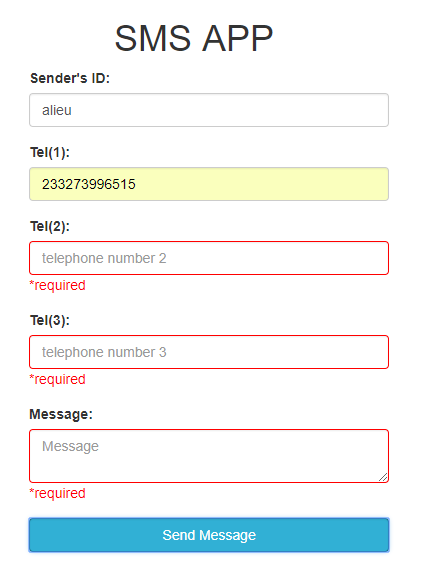 SMS APP
Sender's ID:
alieu
Tel(1):
233273996515
Tel(2):
telephone number 2
*required
Tel(3):
telephone number 3
*required
Message:
Message
*required
Send Message